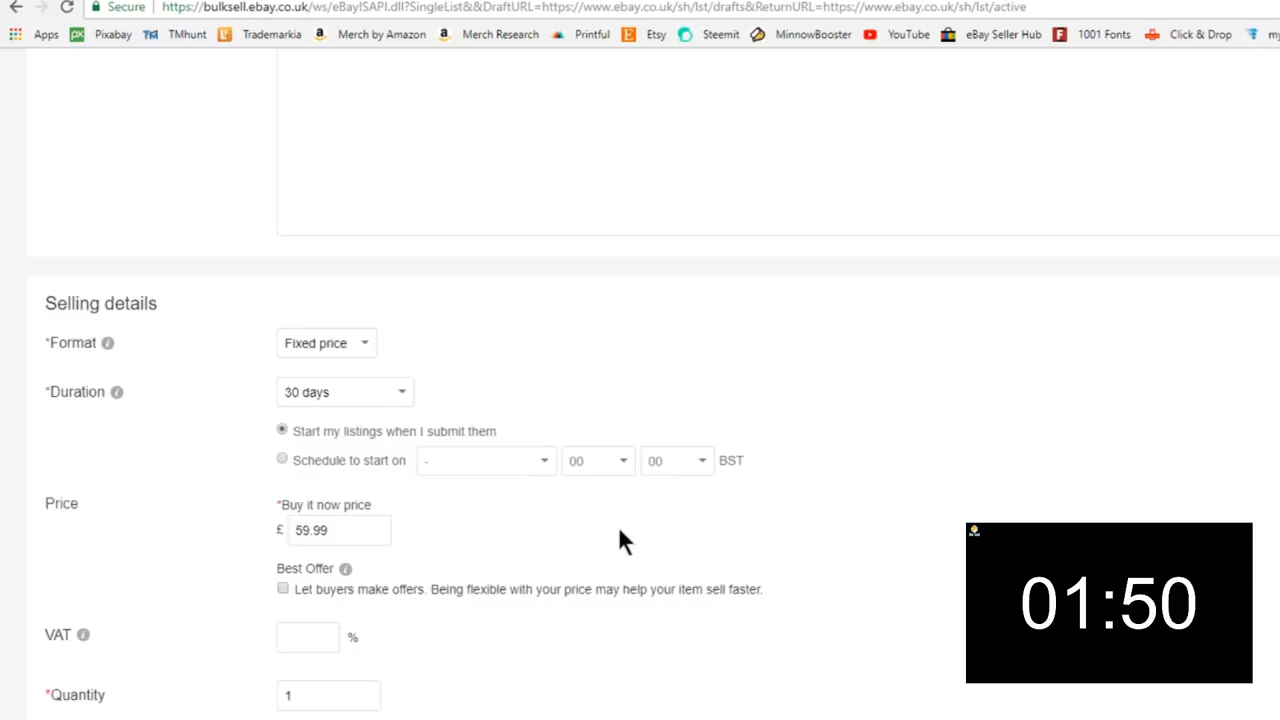 Secure https://bulksell.ebay.co.uk/ws/eBayISAPI.dll?SingleList&&DraftURL=https://www.ebay.co.uk/sh/lst/drafts&ReturnURL=https://www.ebay.co.uk/sh/lst/active
Apps px Pixabay TM TMhunt Trademarkia a Merch by Amazon a Merch Research Printful E Etsy Steemit MinnowBooster YouTube eBay Seller Hub F 1001 Fonts Click & Drop my
Selling details
*Format i Fixed price
*Duration i 30 days
Start my listings when I submit them
Schedule to start on - 00 00 BST
Price *Buy it now price
£ 59.99
Best Offer i
Let buyers make offers. Being flexible with your price may help your item sell faster.
01:50
VAT i %
*Quantity 1